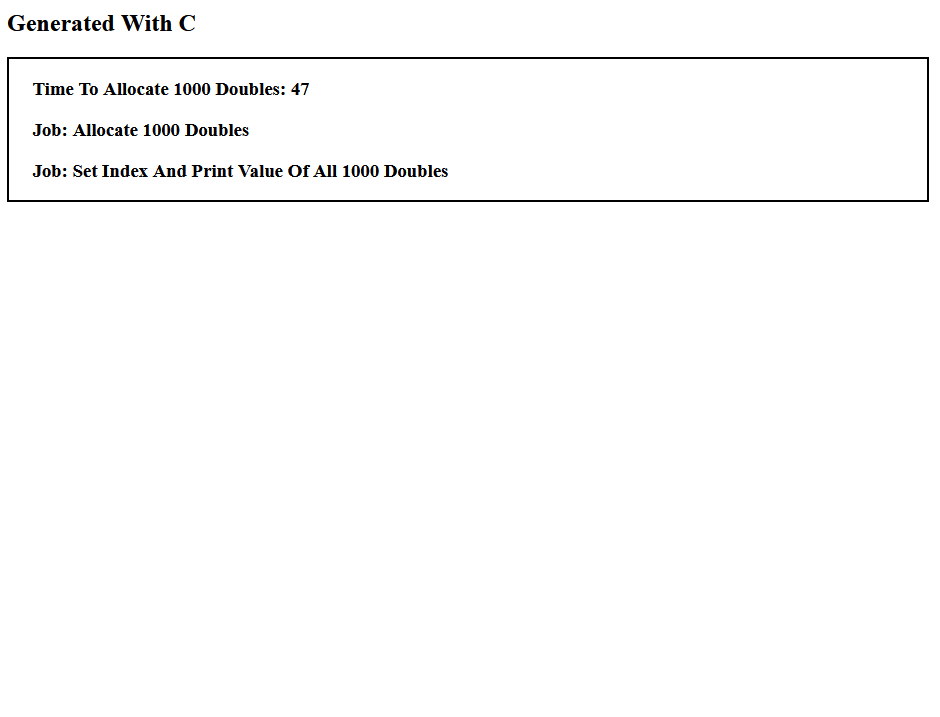 Generated With C
Time To Allocate 1000 Doubles: 47
Job: Allocate 1000 Doubles
Job: Set Index And Print Value Of All 1000 Doubles